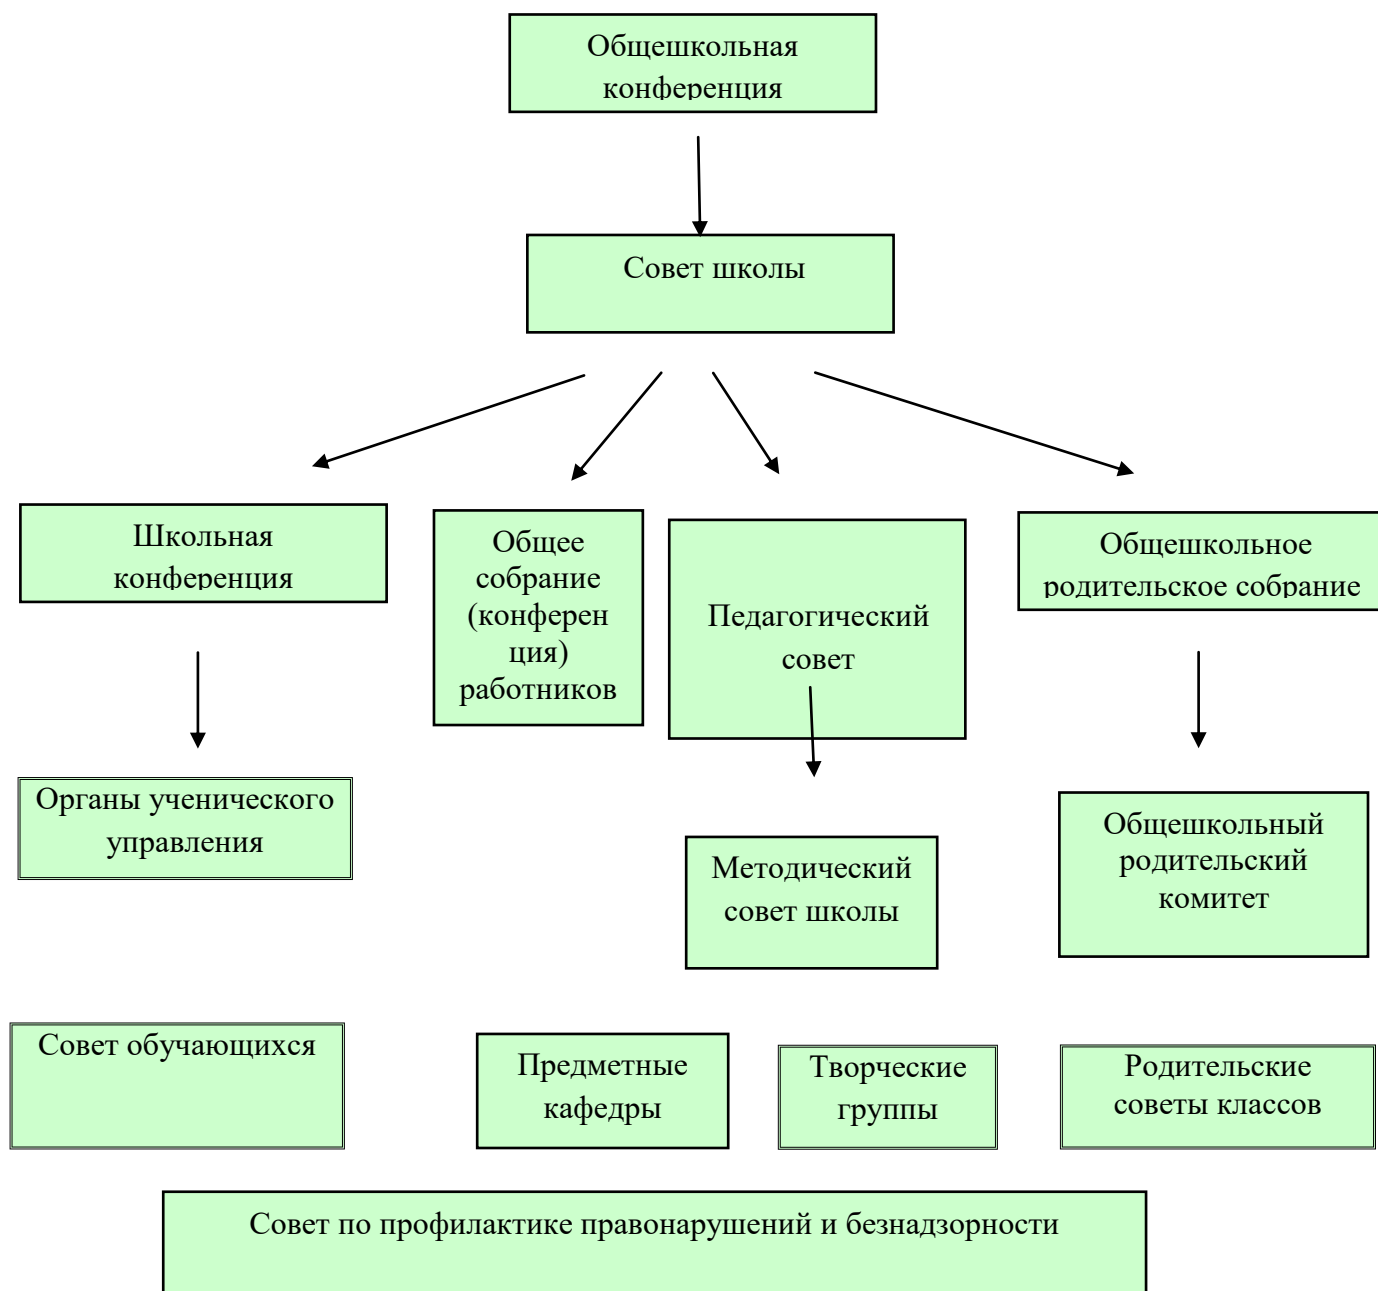 Общешкольная
конференция
Совет школы
Школьная
конференция
Общее
собрание
(конферен
ция)
работников
Педагогический
совет
Общешкольное
родительское собрание
Органы ученического
управления
Методический
совет школы
Общешкольный
родительский
комитет
Совет обучающихся
Предметные
кафедры
Творческие
группы
Родительские
советы классов
Совет по профилактике правонарушений и безнадзорности